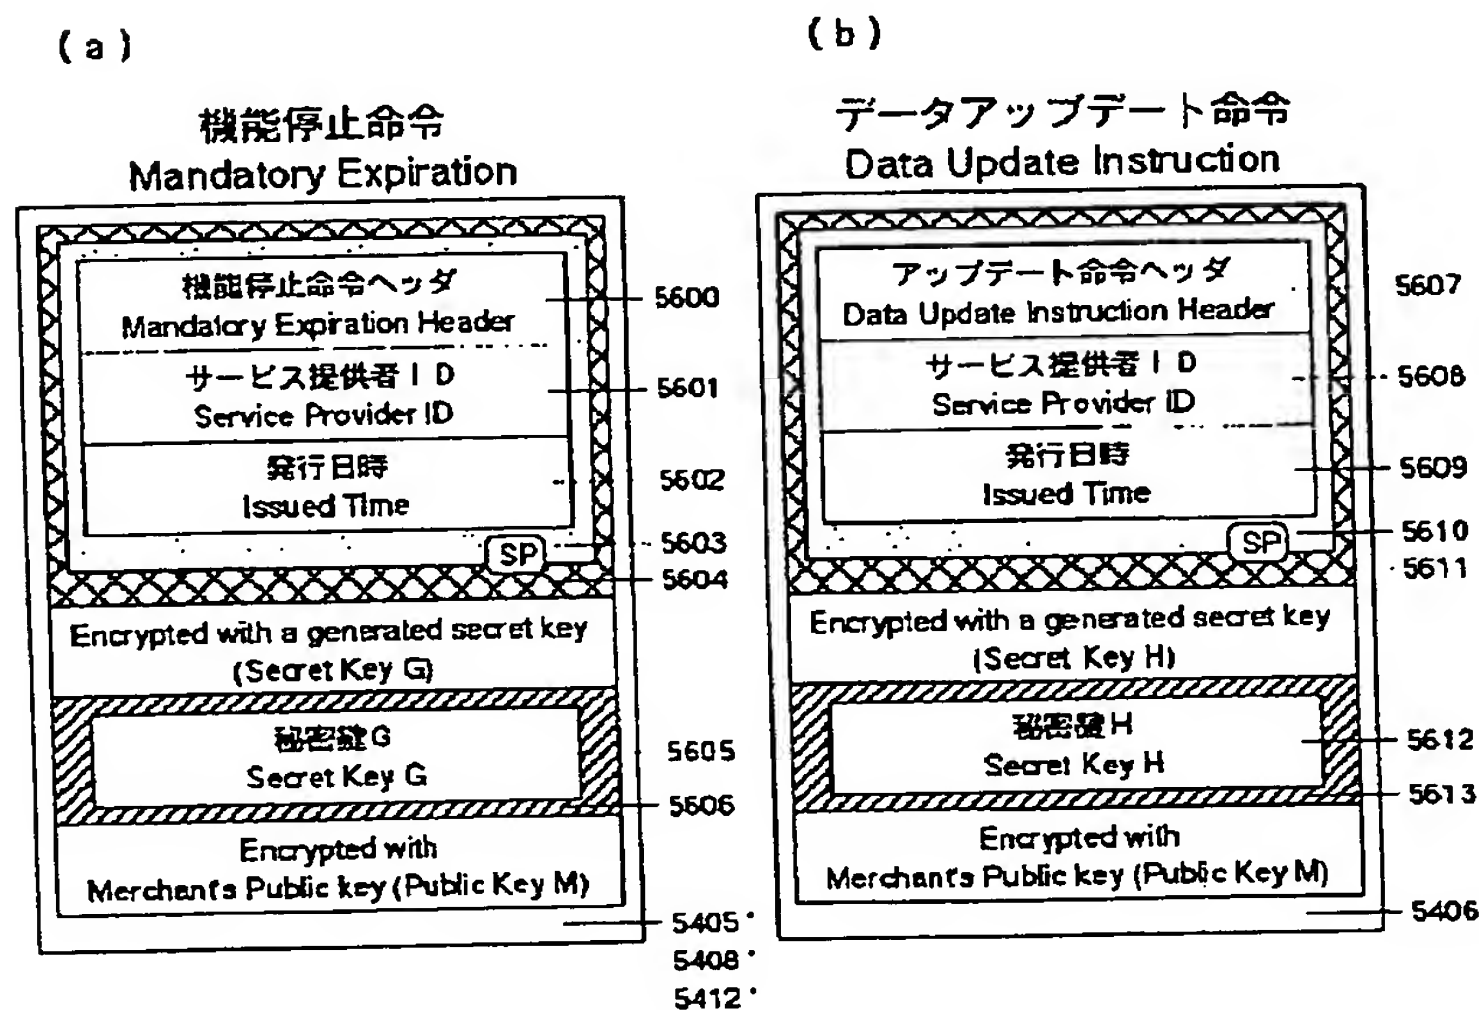 (a)
機能停止命令
Mandatory Expiration
機能停止命令ヘッダ
Mandatory Expiration Header
5600
サービス提供者ID
Service Provider ID
5601
発行日時
Issued Time
5602
SP
5603
5604
Encrypted with a generated secret key
(Secret Key G)
秘密鍵G
Secret Key G
5605
5606
Encrypted with
Merchant's Public key (Public Key M)
5405
5408
5412
(b)
データアップデート命令
Data Update Instruction
アップデート命令ヘッダ
Data Update Instruction Header
5607
サービス提供者ID
Service Provider ID
5608
発行日時
Issued Time
5609
SP
5610
5611
Encrypted with a generated secret key
(Secret Key H)
秘密鍵H
Secret Key H
5612
5613
Encrypted with
Merchant's Public key (Public Key M)
5406